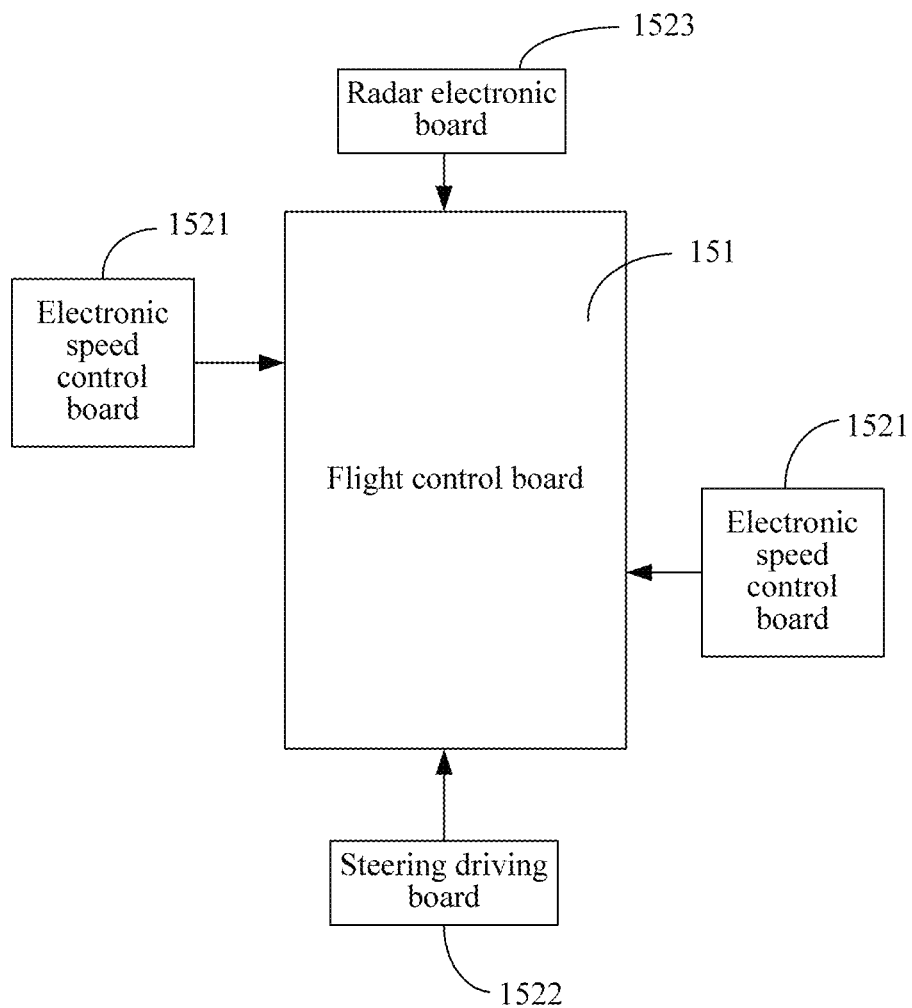 1523
Radar electronic
board
1521
151
Electronic
speed
control
board
1521
Flight control board
Electronic
speed
control
board
Steering driving
board
1522